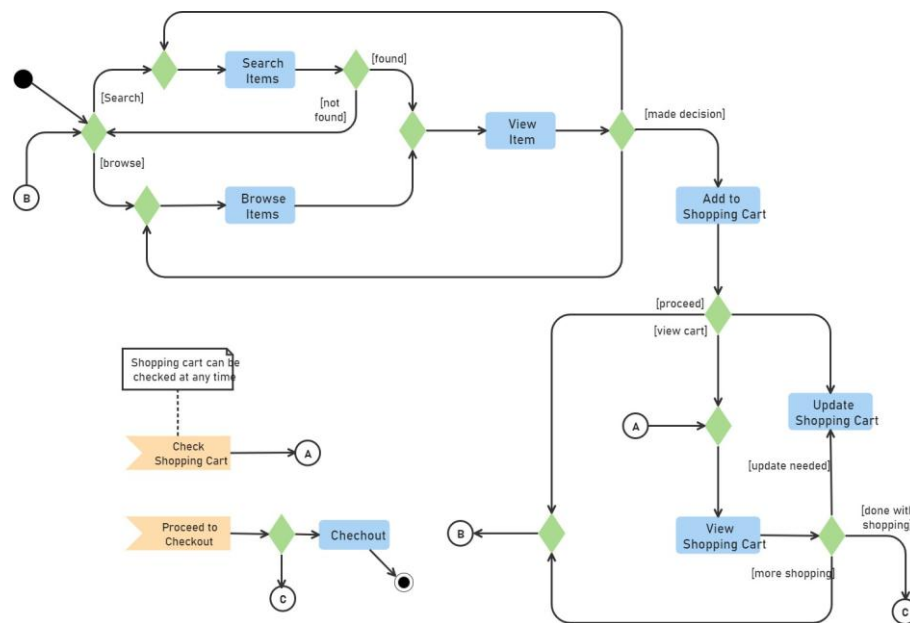 [found]
Search
Items
[Search]
[not
found]
[made decision]
View
Item
[browse]
B
Browse
Items
Add to
Shopping Cart
[proceed]
[view cart]
Shopping cart can be
checked at any time
Update
Shopping Cart
A
Check
Shopping Cart
A
[update needed]
[done with
shopping]
Proceed to
Checkout
Chechout
B
View
Shopping Cart
[more shopping]
C
C